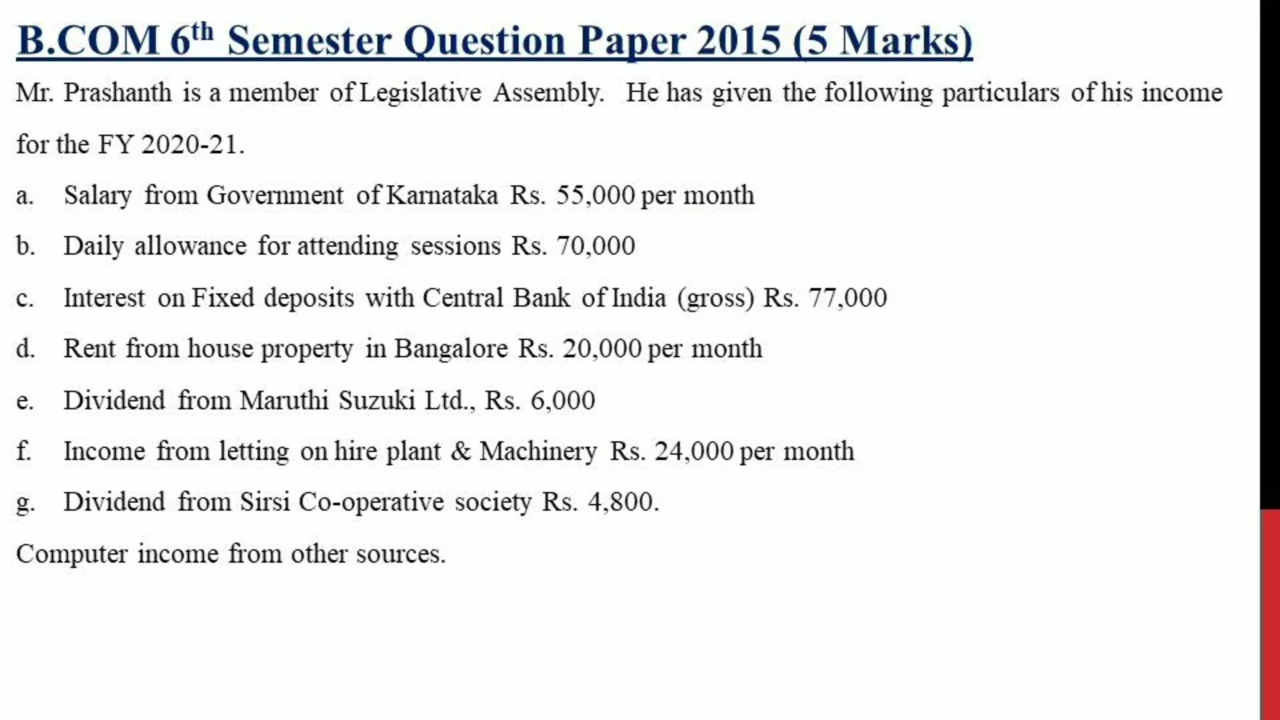 B.COM 6th Semester Question Paper 2015 (5 Marks)
Mr. Prashanth is a member of Legislative Assembly. He has given the following particulars of his income
for the FY 2020-21.
a. Salary from Government of Karnataka Rs. 55,000 per month
b. Daily allowance for attending sessions Rs. 70,000
c. Interest on Fixed deposits with Central Bank of India (gross) Rs. 77,000
d. Rent from house property in Bangalore Rs. 20,000 per month
e. Dividend from Maruthi Suzuki Ltd., Rs. 6,000
f. Income from letting on hire plant & Machinery Rs. 24,000 per month
g. Dividend from Sirsi Co-operative society Rs. 4,800.
Computer income from other sources.